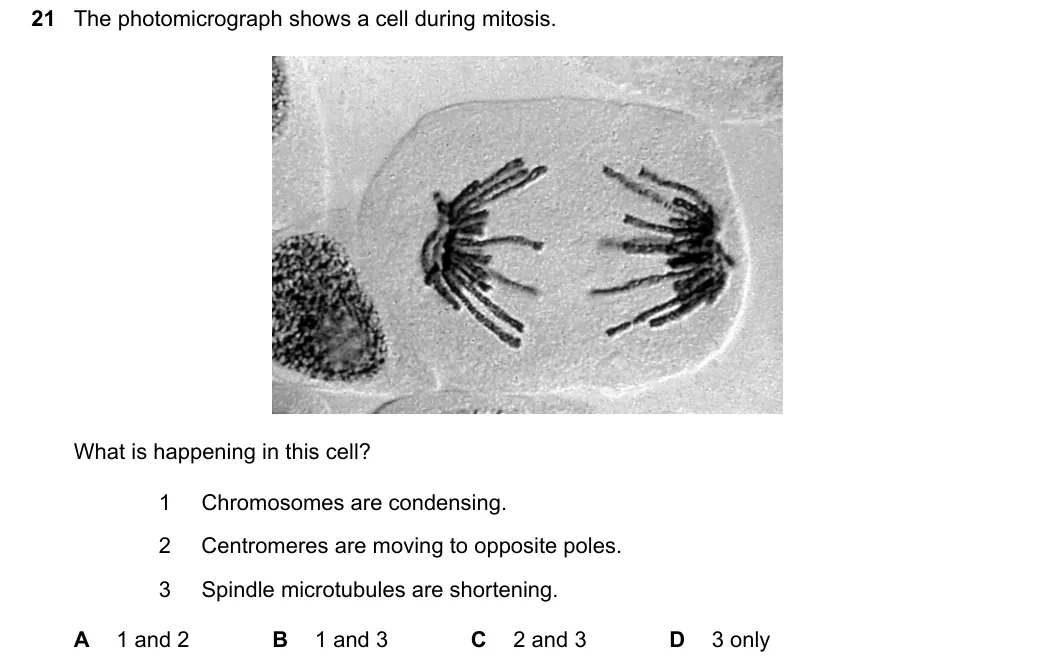 21 The photomicrograph shows a cell during mitosis.
What is happening in this cell?
1 Chromosomes are condensing.
2 Centromeres are moving to opposite poles.
3 Spindle microtubules are shortening.
A 1 and 2 B 1 and 3 C 2 and 3 D 3 only